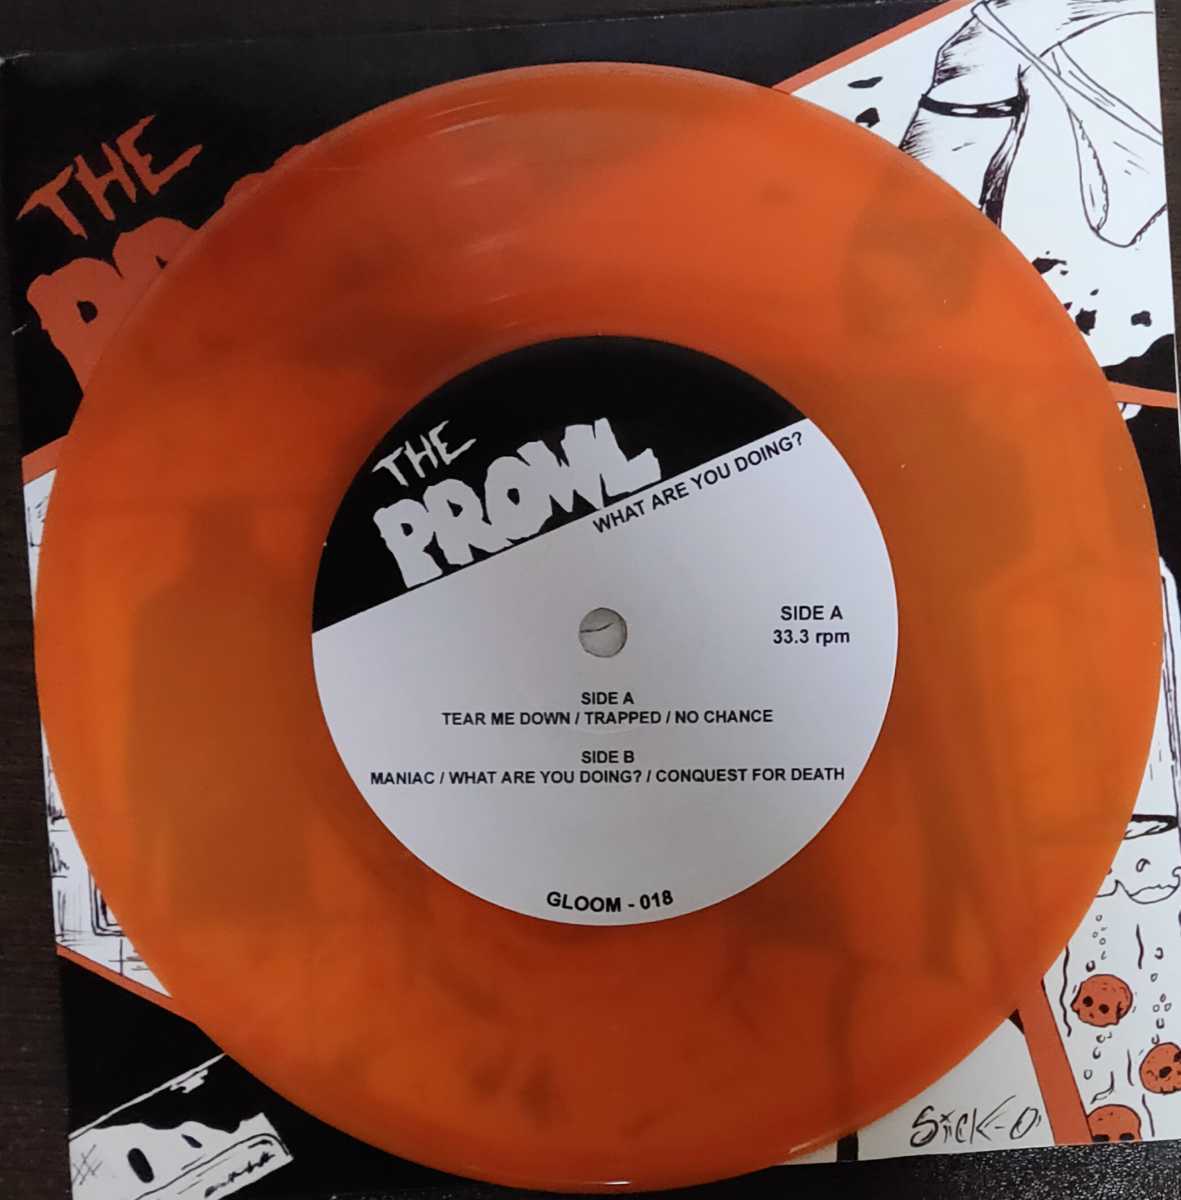 THE
THE
PROWL
WHAT ARE YOU DOING?
SIDE A
33.3 rpm
SIDE A
TEAR ME DOWN / TRAPPED / NO CHANCE
SIDE B
MANIAC / WHAT ARE YOU DOING? / CONQUEST FOR DEATH
GLOOM - 018
SiCK-O